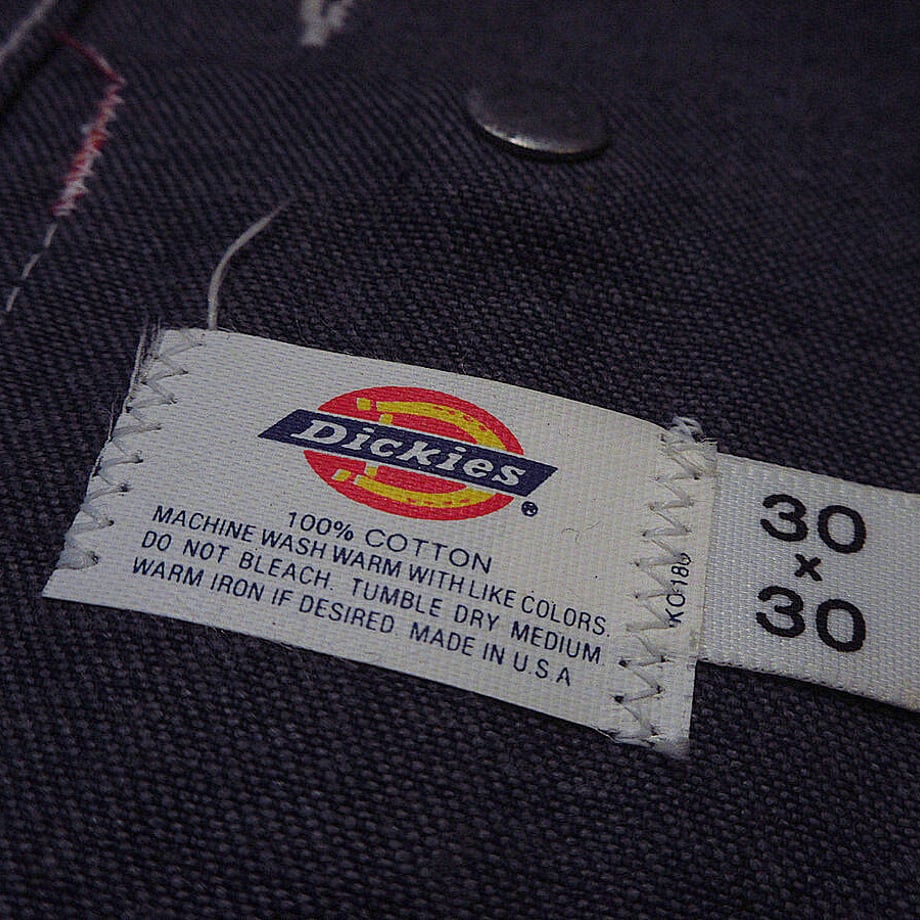 Dickies®
100% COTTON
MACHINE WASH WARM WITH LIKE COLORS.
DO NOT BLEACH. TUMBLE DRY MEDIUM.
WARM IRON IF DESIRED. MADE IN U.S.A
30
x
30